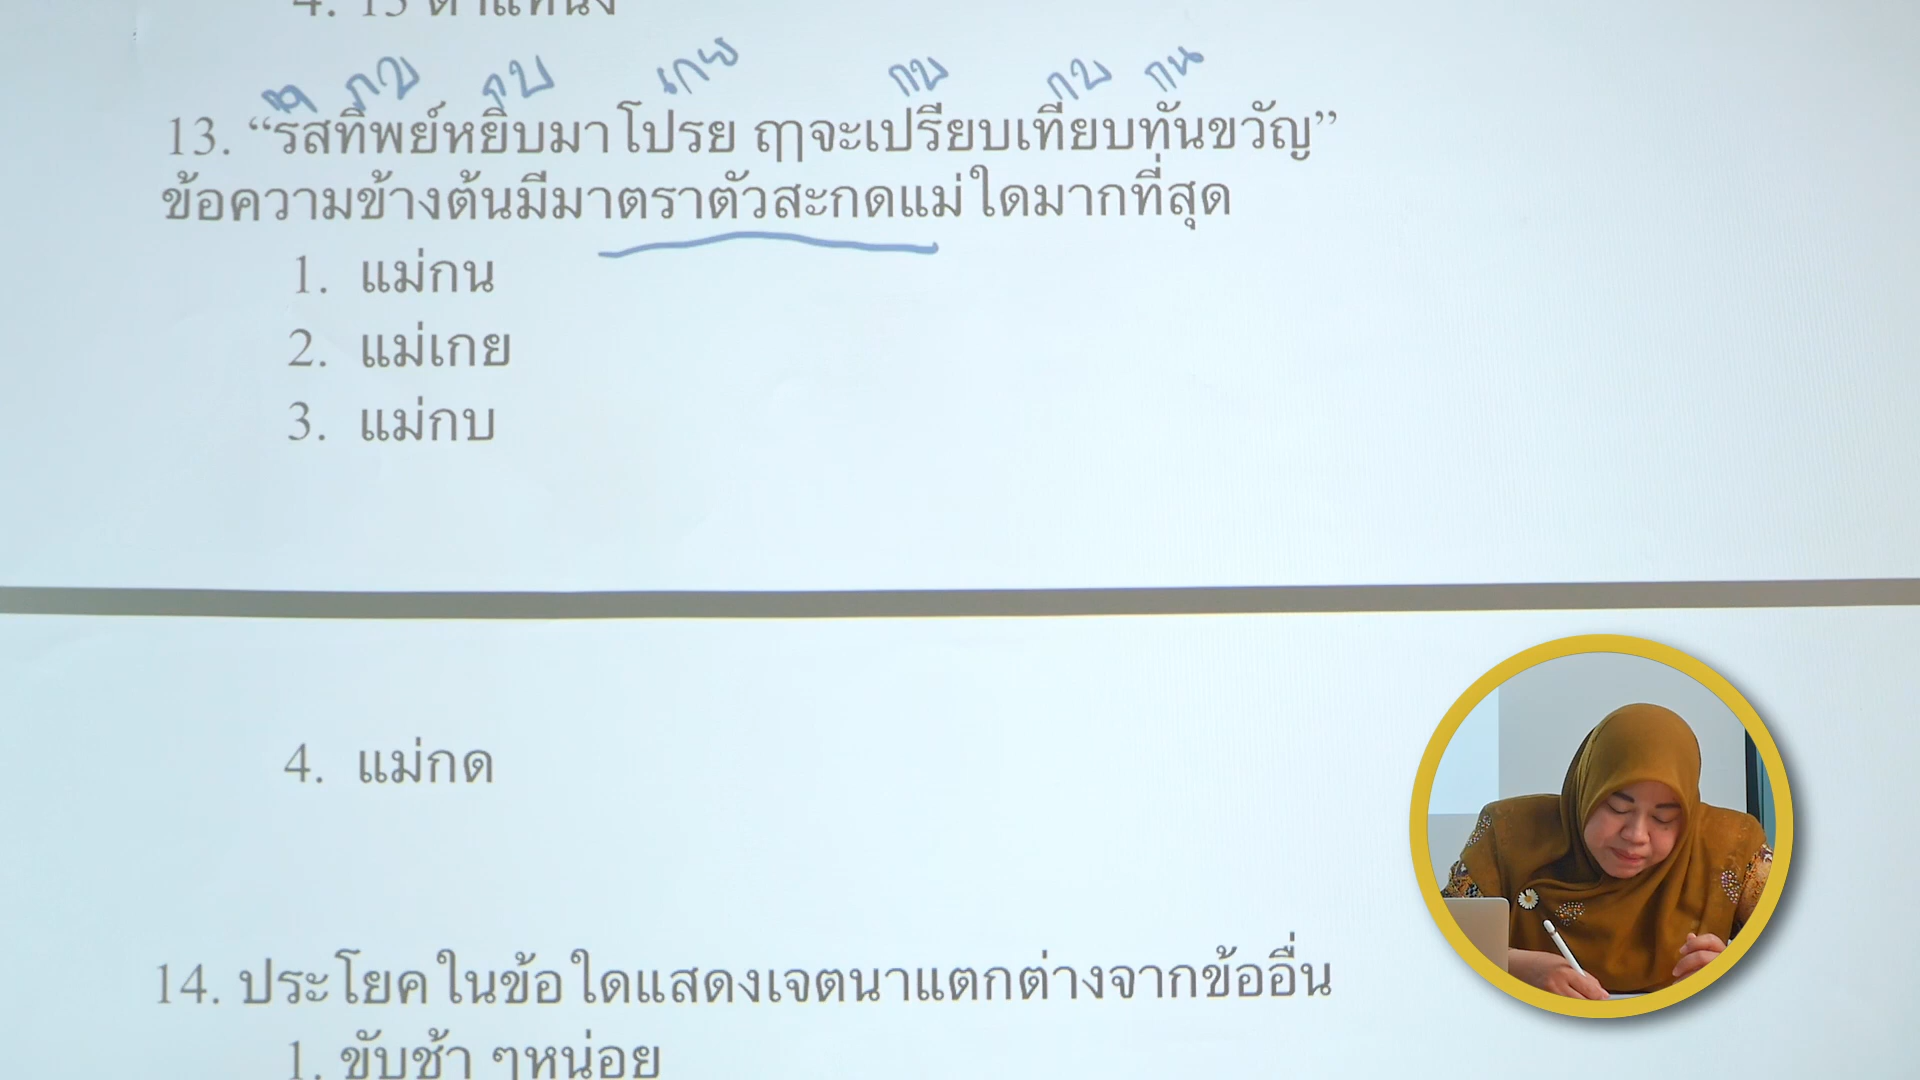 4. 13 ตำแหน่ง
ด กบ กบ เกย กบ กบ กน
13. “รสทิพย์หยิบมาโปรย ฤๅจะเปรียบเทียบทันขวัญ”
ข้อความข้างต้นมีมาตราตัวสะกดแม่ใดมากที่สุด
1. แม่กน
2. แม่เกย
3. แม่กบ
4. แม่กด
14. ประโยคในข้อใดแสดงเจตนาแตกต่างจากข้ออื่น
1. ขับช้า ๆหน่อย